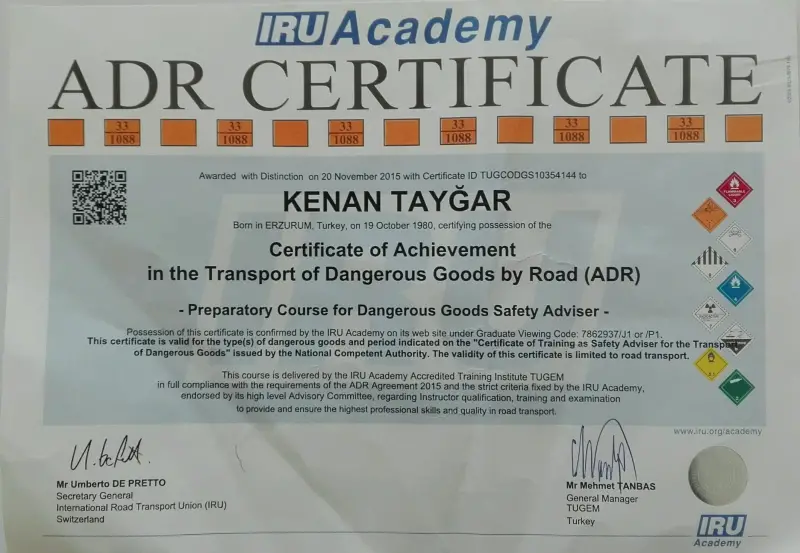 IRU Academy
ADR CERTIFICATE
33 33 33 33 33 33
1088 1088 1088 1088 1088 1088
Awarded with Distinction on 20 November 2015 with Certificate ID TUGCODGS10354144 to
KENAN TAYĞAR
Born in ERZURUM, Turkey, on 19 October 1980, certifying possession of the
Certificate of Achievement
in the Transport of Dangerous Goods by Road (ADR)
- Preparatory Course for Dangerous Goods Safety Adviser -
Possession of this certificate is confirmed by the IRU Academy on its web site under Graduate Viewing Code: 7862937/J1 or /P1.
This certificate is valid for the type(s) of dangerous goods and period indicated on the "Certificate of Training as Safety Adviser for the Transport
of Dangerous Goods" issued by the National Competent Authority. The validity of this certificate is limited to road transport.
This course is delivered by the IRU Academy Accredited Training Institute TUGEM
in full compliance with the requirements of the ADR Agreement 2015 and the strict criteria fixed by the IRU Academy,
endorsed by its high level Advisory Committee, regarding Instructor qualification, training and examination
to provide and ensure the highest professional skills and quality in road transport.
www.iru.org/academy
Mr Umberto DE PRETTO
Secretary General
International Road Transport Union (IRU)
Switzerland
Mr Mehmet TANBAS
General Manager
TUGEM
Turkey
IRU
Academy